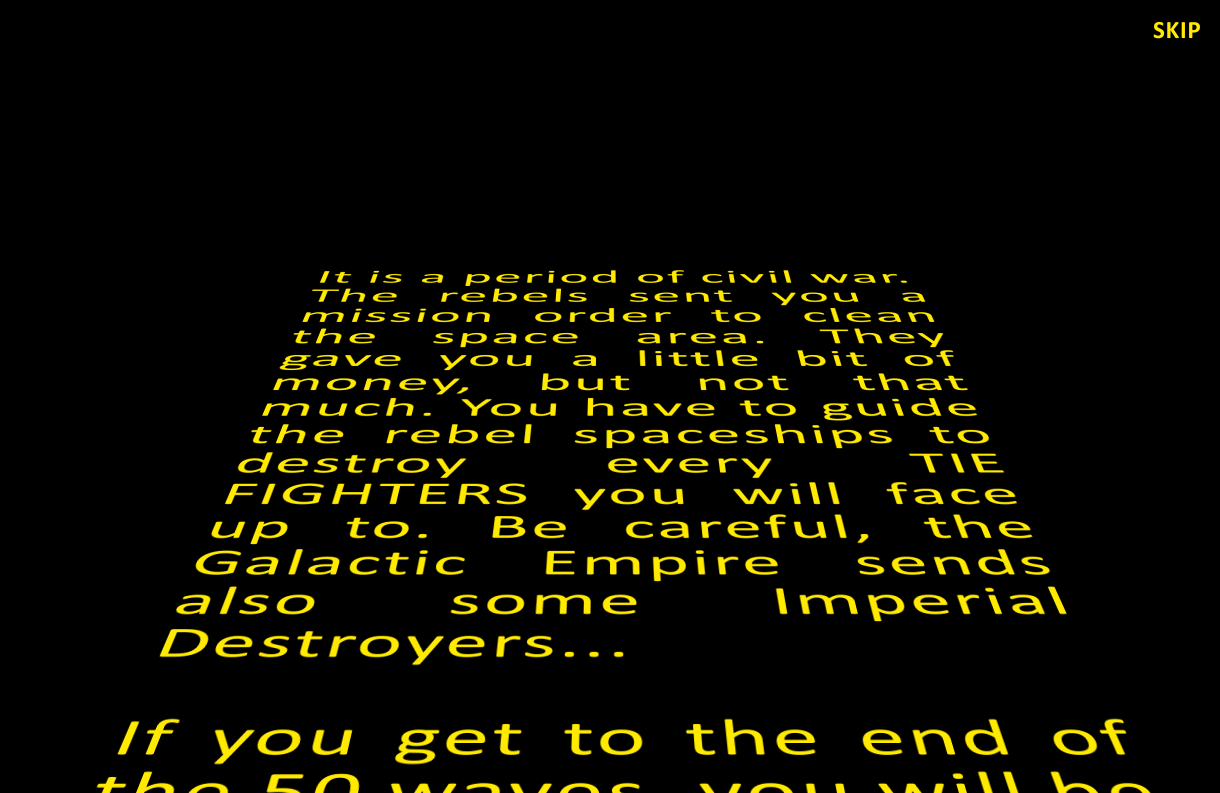 SKIP
It is a period of civil war.
The rebels sent you a
mission order to clean
the space area. They
gave you a little bit of
money, but not that
much. You have to guide
the rebel spaceships to
destroy every TIE
FIGHTERS you will face
up to. Be careful, the
Galactic Empire sends
also some Imperial
Destroyers...
If you get to the end of
the 50 waves, you will be